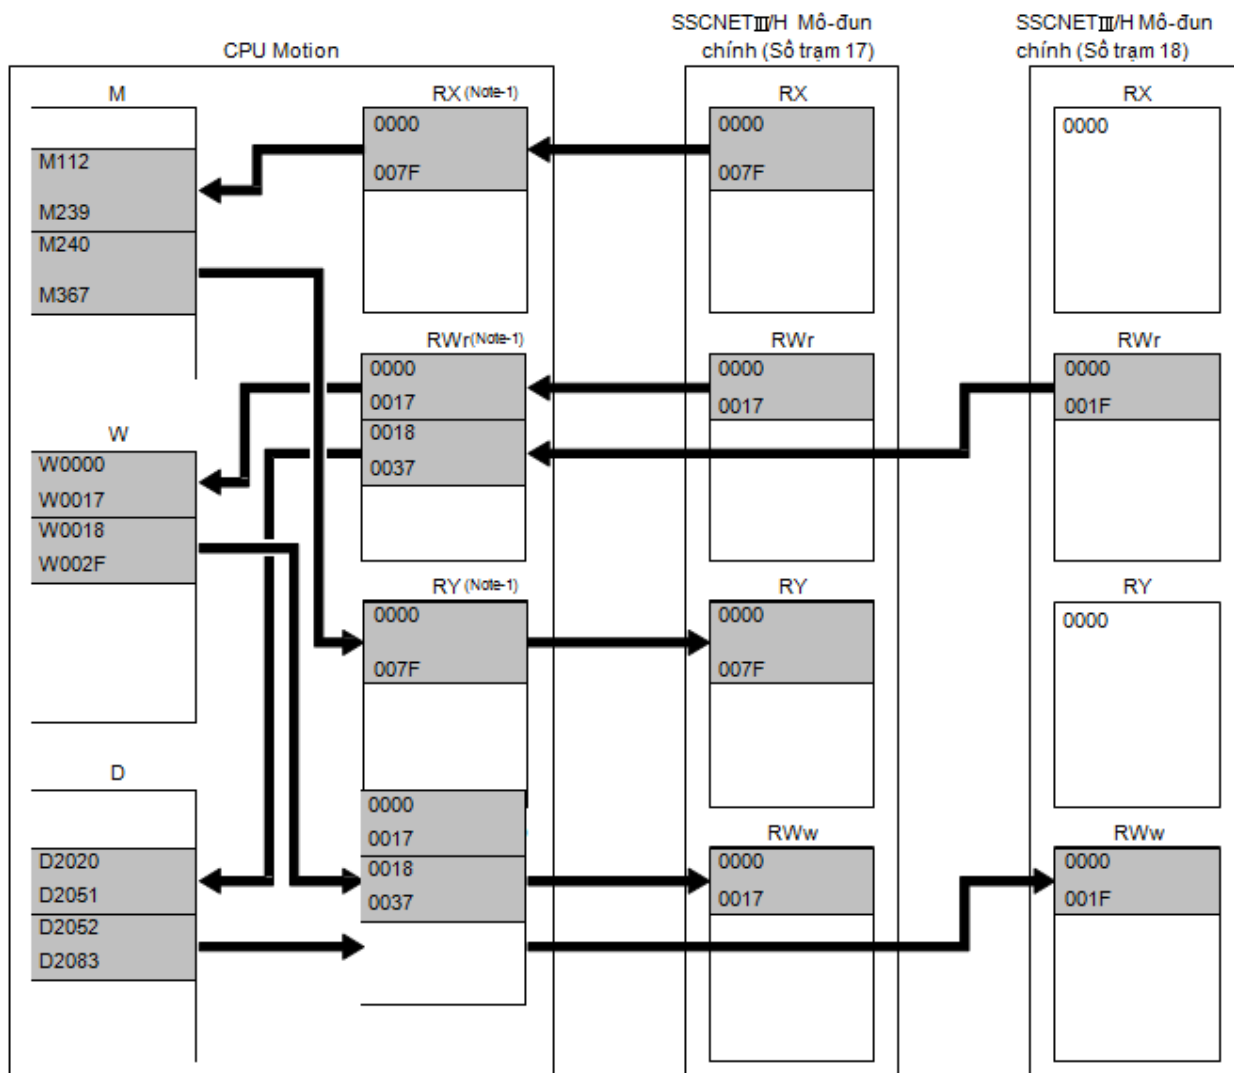 SSCNETⅢ/H Mô-đun
chính (Số trạm 17)
SSCNETⅢ/H Mô-đun
chính (Số trạm 18)
CPU Motion
M
M112
M239
M240
M367
W
W0000
W0017
W0018
W002F
D
D2020
D2051
D2052
D2083
RX (Note-1)
0000
007F
RWr(Note-1)
0000
0017
0018
0037
RY (Note-1)
0000
007F
0000
0017
0018
0037
RX
0000
007F
RWr
0000
0017
RY
0000
007F
RWw
0000
0017
RX
0000
RWr
0000
001F
RY
0000
RWw
0000
001F